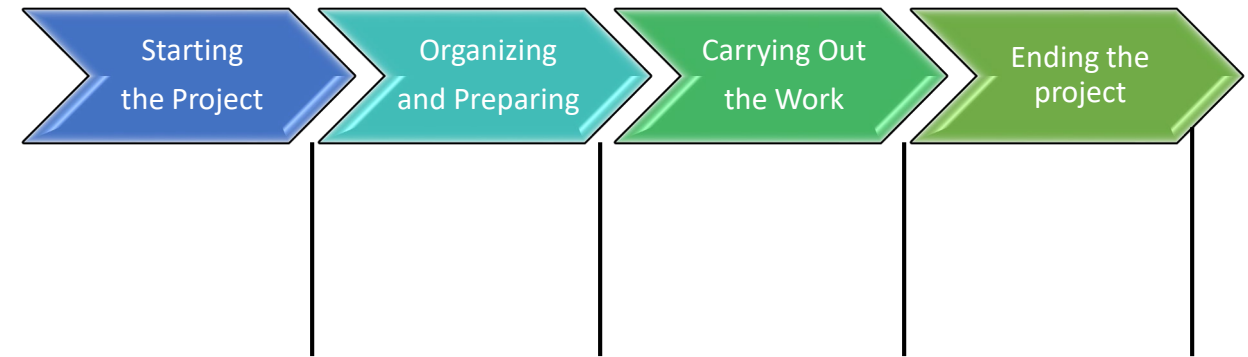 Starting
the Project
Organizing
and Preparing
Carrying Out
the Work
Ending the
project